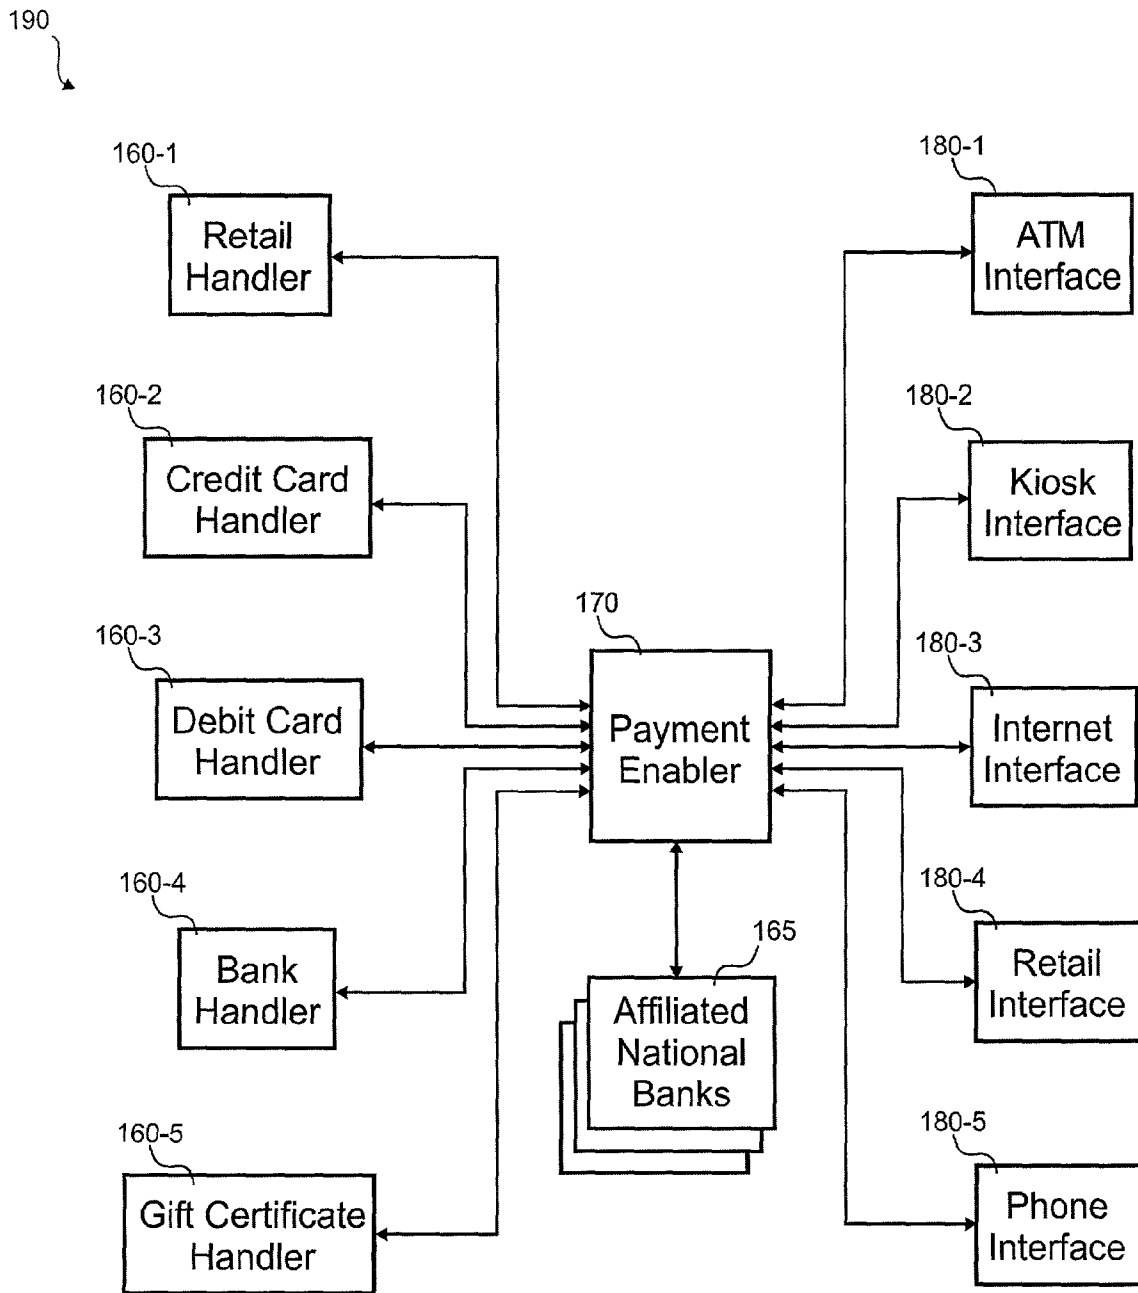 190
160-1
Retail
Handler
180-1
ATM
Interface
160-2
Credit Card
Handler
180-2
Kiosk
Interface
160-3
Debit Card
Handler
170
Payment
Enabler
180-3
Internet
Interface
160-4
Bank
Handler
165
Affiliated
National
Banks
180-4
Retail
Interface
160-5
Gift Certificate
Handler
180-5
Phone
Interface